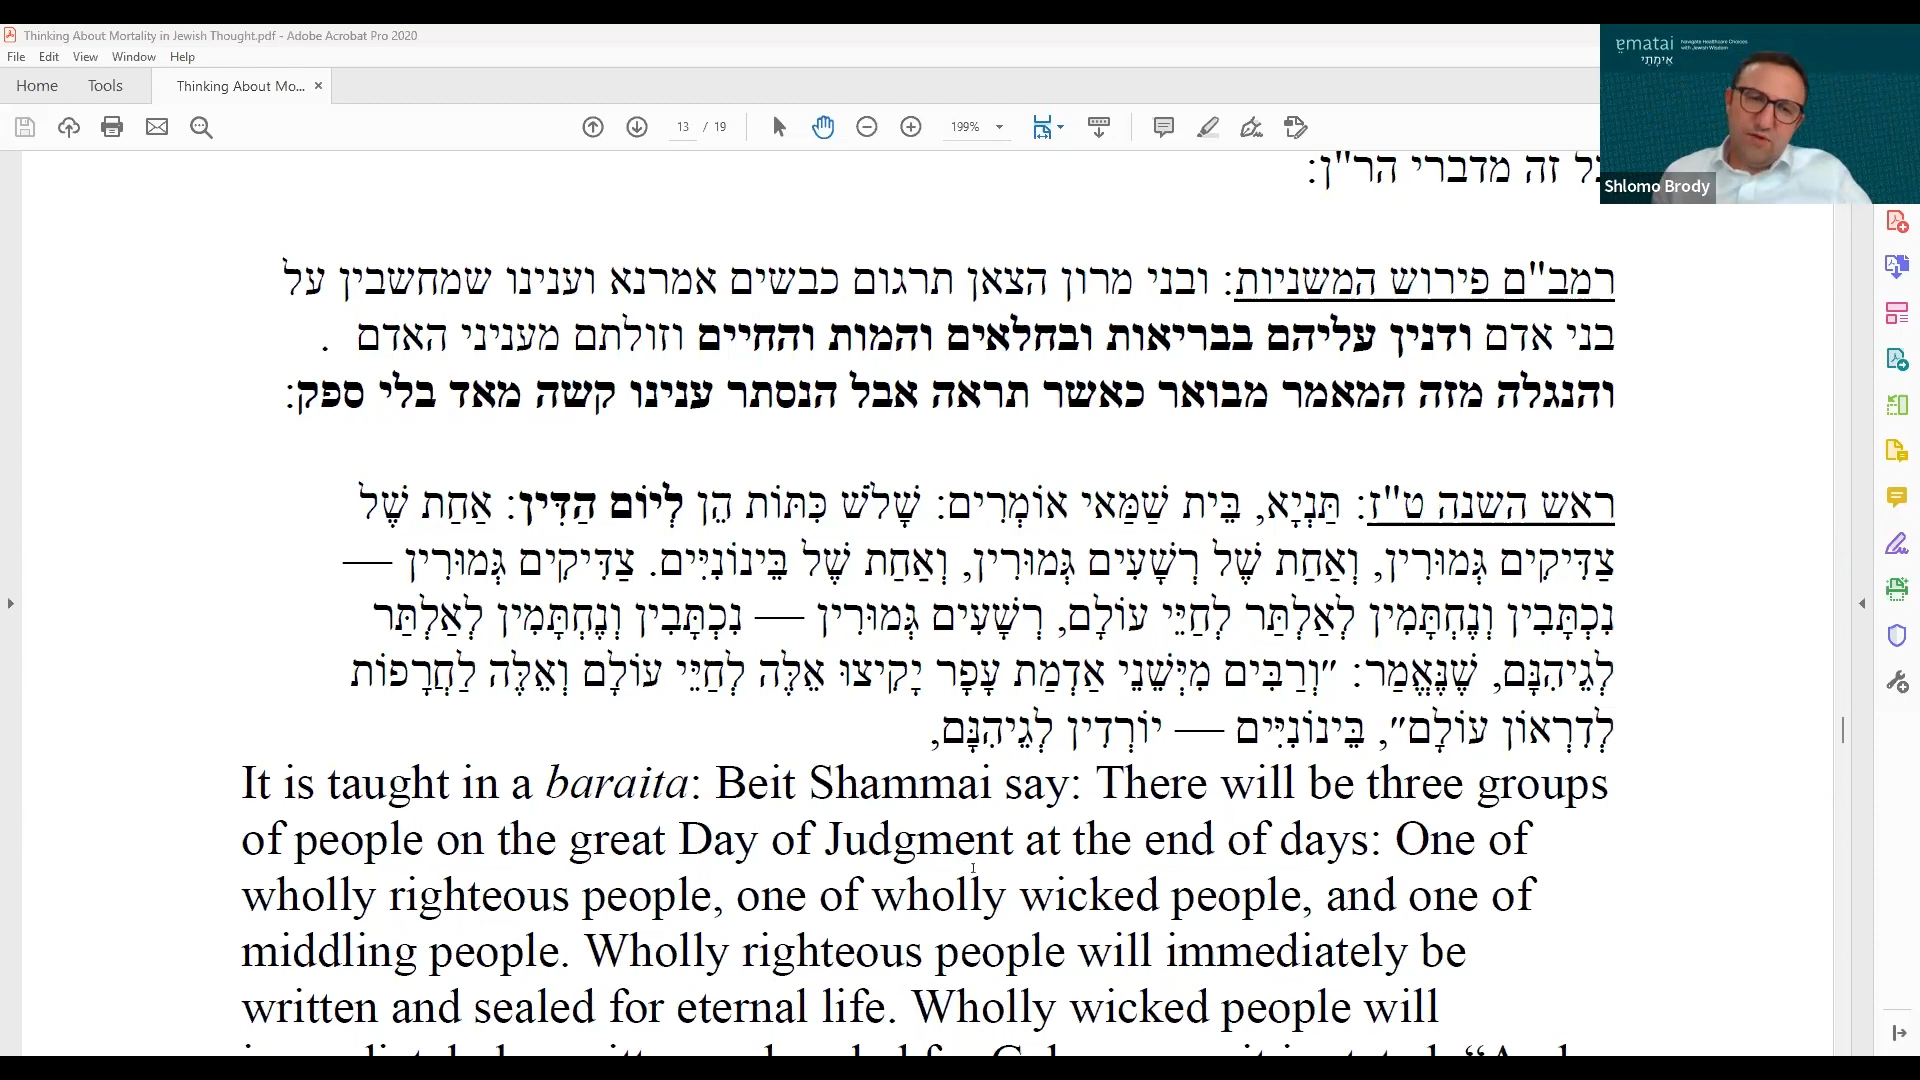 Thinking About Mortality in Jewish Thought.pdf - Adobe Acrobat Pro 2020
File Edit View Window Help
Home Tools Thinking About Mo... ×
13 / 19 199%
ematai Navigate Healthcare Choices with Jewish Wisdom
אימתי
Shlomo Brody
כל זה מדברי הר"ן:
רמב"ם פירוש המשניות: ובני מרון הצאן תרגום כבשים אמרנא וענינו שמחשבין על
בני אדם ודנין עליהם בבריאות ובחלאים והמות והחיים וזולתם מעניני האדם .
והנגלה מזה המאמר מבואר כאשר תראה אבל הנסתר ענינו קשה מאד בלי ספק:
ראש השנה ט"ז: תַּנְיָא, בֵּית שַׁמַּאי אוֹמְרִים: שָׁלֹשׁ כִּתּוֹת הֵן לְיוֹם הַדִּין: אַחַת שֶׁל
צַדִּיקִים גְּמוּרִין, וְאַחַת שֶׁל רְשָׁעִים גְּמוּרִין, וְאַחַת שֶׁל בֵּינוֹנִיִּים. צַדִּיקִים גְּמוּרִין —
נִכְתָּבִין וְנֶחְתָּמִין לְאַלְתַּר לְחַיֵּי עוֹלָם, רְשָׁעִים גְּמוּרִין — נִכְתָּבִין וְנֶחְתָּמִין לְאַלְתַּר
לְגֵיהִנָּם, שֶׁנֶּאֱמַר: ״וְרַבִּים מִיְּשֵׁנֵי אַדְמַת עָפָר יָקִיצוּ אֵלֶּה לְחַיֵּי עוֹלָם וְאֵלֶּה לַחֲרָפוֹת
לְדִרְאוֹן עוֹלָם״, בֵּינוֹנִיִּים — יוֹרְדִין לְגֵיהִנָּם,
It is taught in a baraita: Beit Shammai say: There will be three groups
of people on the great Day of Judgment at the end of days: One of
wholly righteous people, one of wholly wicked people, and one of
middling people. Wholly righteous people will immediately be
written and sealed for eternal life. Wholly wicked people will